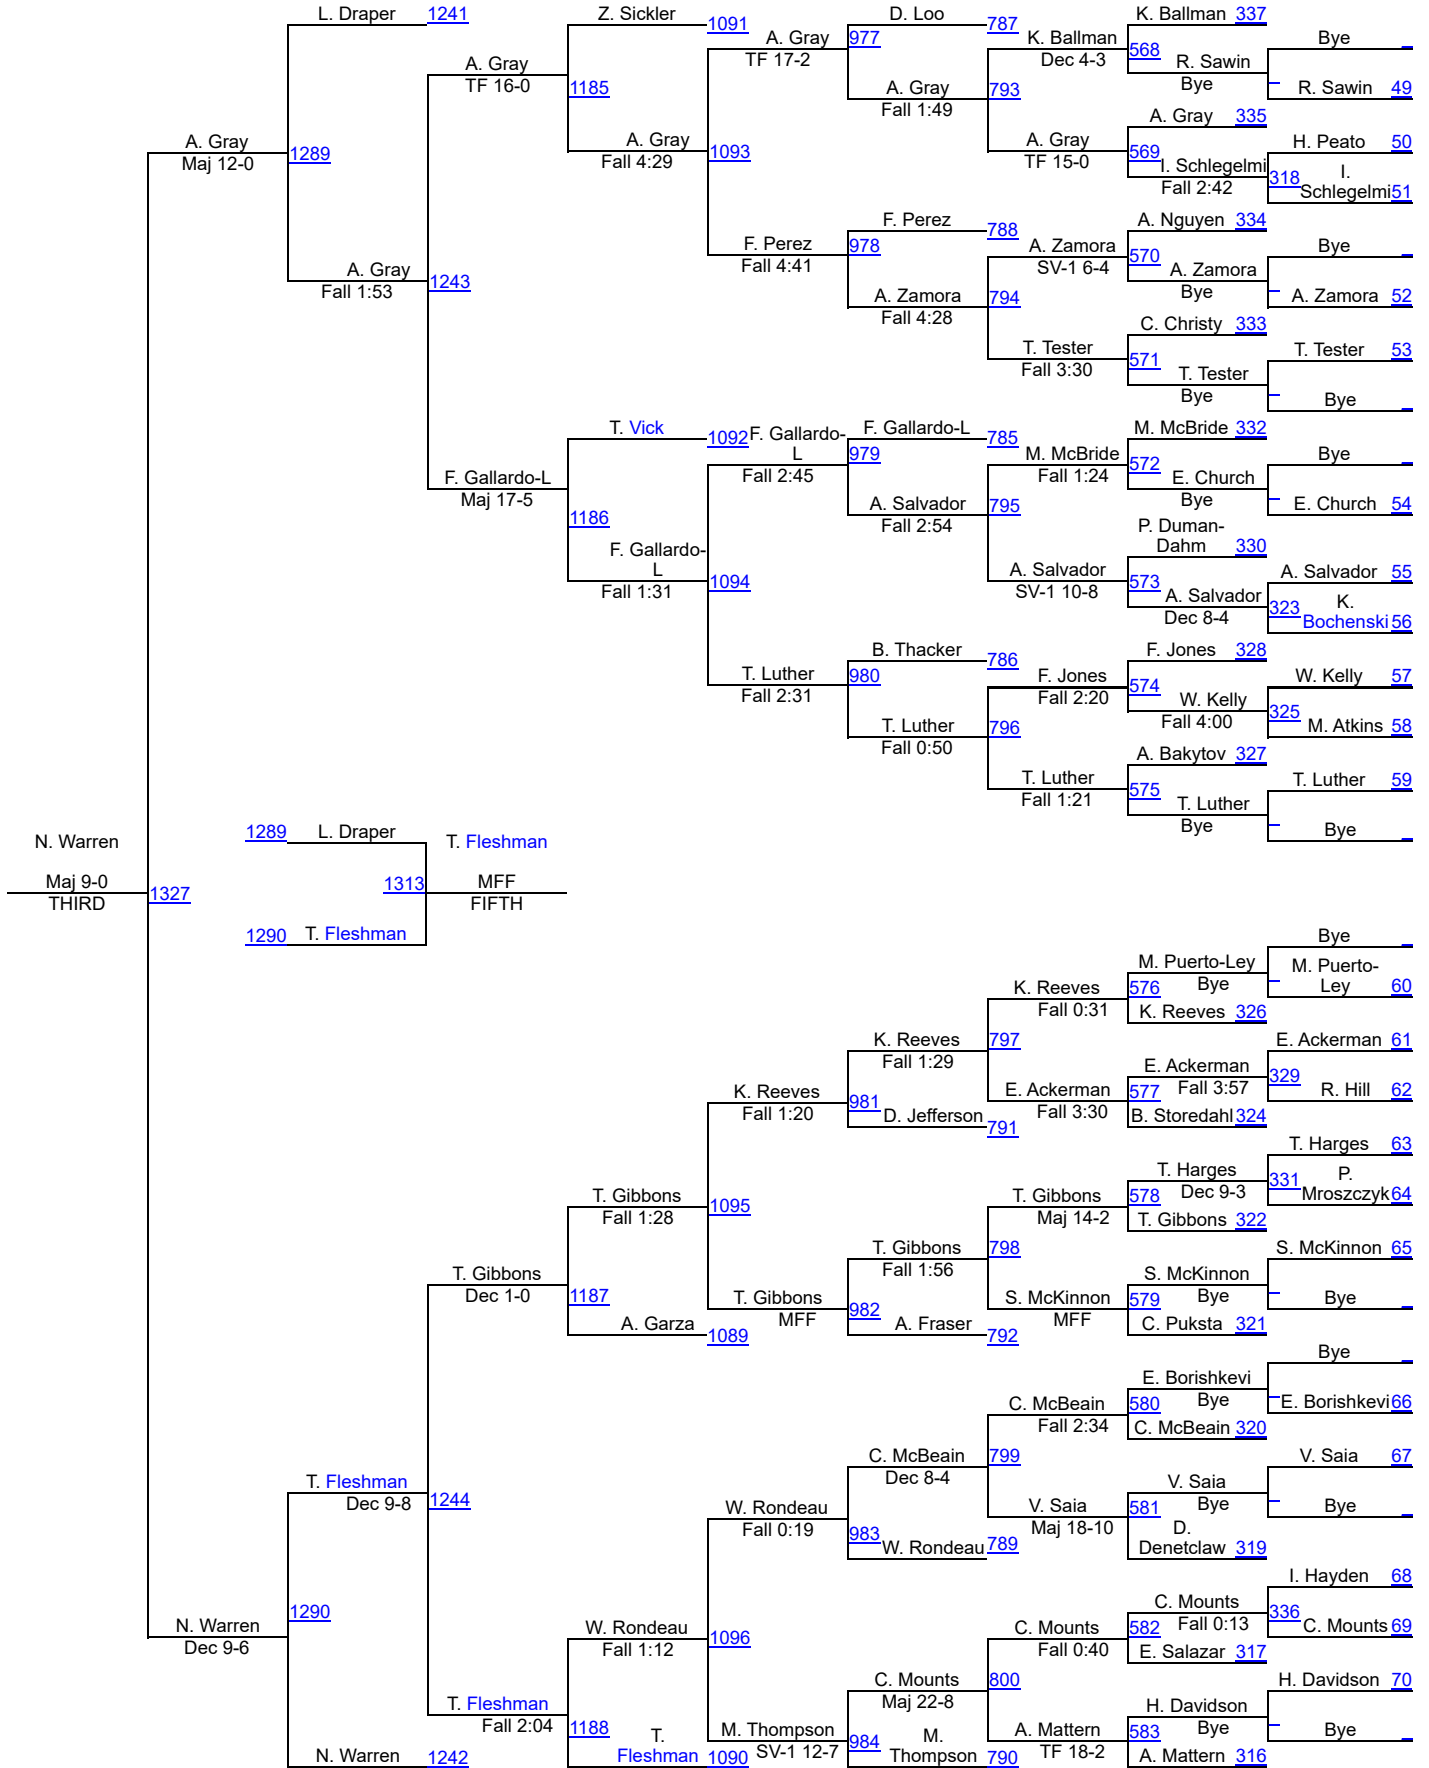 L. Draper 1241
Z. Sickler 1091
D. Loo 787
K. Ballman 337
A. Gray 977
TF 17-2
K. Ballman 568
Dec 4-3
Bye
A. Gray
TF 16-0
1185
R. Sawin
Bye
A. Gray 793
Fall 1:49
R. Sawin 49
A. Gray 335
A. Gray
Maj 12-0
1289
A. Gray 1093
Fall 4:29
A. Gray 569
TF 15-0
H. Peato 50
I. Schlegelmi 318
Fall 2:42
I.
Schlegelmi 51
F. Perez 788
A. Nguyen 334
F. Perez 978
Fall 4:41
A. Zamora 570
SV-1 6-4
Bye
A. Gray 1243
Fall 1:53
A. Zamora
Bye
A. Zamora 794
Fall 4:28
A. Zamora 52
C. Christy 333
T. Tester 571
Fall 3:30
T. Tester 53
T. Tester
Bye
Bye
T. Vick 1092
F. Gallardo-
L
Fall 2:45
F. Gallardo-L 785
979
M. McBride 332
M. McBride 572
Fall 1:24
Bye
F. Gallardo-L
Maj 17-5
1186
E. Church
Bye
A. Salvador 795
Fall 2:54
E. Church 54
P. Duman-
Dahm 330
F. Gallardo-
L 1094
Fall 1:31
A. Salvador 573
SV-1 10-8
A. Salvador 55
A. Salvador 323
Dec 8-4
K.
Bochenski 56
B. Thacker 786
F. Jones 328
T. Luther 980
Fall 2:31
F. Jones 574
Fall 2:20
W. Kelly 57
W. Kelly 325
Fall 4:00
T. Luther 796
Fall 0:50
M. Atkins 58
A. Bakytov 327
T. Luther 575
Fall 1:21
T. Luther 59
T. Luther
Bye
Bye
N. Warren
Maj 9-0
THIRD
1327
1289 L. Draper
1313
T. Fleshman
MFF
FIFTH
1290 T. Fleshman
Bye
M. Puerto-Ley
576 Bye
M. Puerto-
Ley 60
K. Reeves
Fall 0:31
K. Reeves 326
K. Reeves 797
Fall 1:29
E. Ackerman 61
E. Ackerman 329
577 Fall 3:57
E. Ackerman
Fall 3:30
R. Hill 62
K. Reeves
Fall 1:20
981
D. Jefferson 791
B. Storedahl 324
T. Harges 63
T. Harges 331
578 Dec 9-3
P.
Mroszczyk 64
T. Gibbons 1095
Fall 1:28
T. Gibbons
Maj 14-2
T. Gibbons 322
T. Gibbons 798
Fall 1:56
S. McKinnon 65
T. Gibbons
Dec 1-0
1187
S. McKinnon
579 Bye
T. Gibbons 982
MFF
S. McKinnon
MFF
Bye
A. Garza 1089
A. Fraser 792
C. Puksta 321
Bye
E. Borishkevi
580 Bye
E. Borishkevi 66
C. McBeain
Fall 2:34
C. McBeain 320
C. McBeain 799
Dec 8-4
V. Saia 67
T. Fleshman 1244
Dec 9-8
V. Saia
581 Bye
W. Rondeau
Fall 0:19
983
V. Saia
Maj 18-10
Bye
W. Rondeau 789
D.
Denetclaw 319
I. Hayden 68
1290
C. Mounts 336
582 Fall 0:13
C. Mounts 69
N. Warren
Dec 9-6
W. Rondeau 1096
Fall 1:12
C. Mounts
Fall 0:40
E. Salazar 317
C. Mounts 800
Maj 22-8
H. Davidson 70
T. Fleshman
Fall 2:04
1188
H. Davidson
583 Bye
M. Thompson 984
SV-1 12-7
A. Mattern
TF 18-2
Bye
N. Warren 1242
T.
Fleshman 1090
M.
Thompson 790
A. Mattern 316